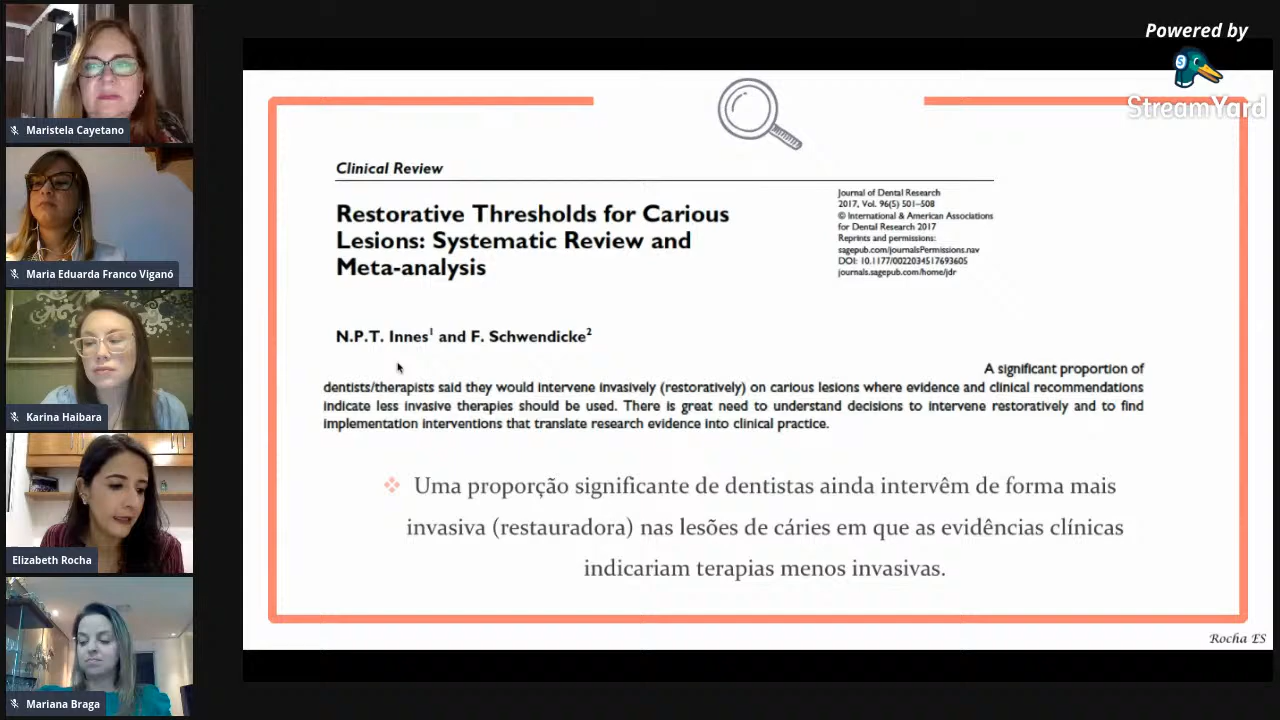 Maristela Cayetano
Maria Eduarda Franco Viganó
Karina Haibara
Elizabeth Rocha
Mariana Braga
Powered by
StreamYard
Clinical Review
Restorative Thresholds for Carious
Lesions: Systematic Review and
Meta-analysis
Journal of Dental Research
2017, Vol. 96(5) 501–508
© International & American Associations
for Dental Research 2017
Reprints and permissions:
sagepub.com/journalsPermissions.nav
DOI: 10.1177/0022034517693605
journals.sagepub.com/home/jdr
N.P.T. Innes1 and F. Schwendicke2
A significant proportion of
dentists/therapists said they would intervene invasively (restoratively) on carious lesions where evidence and clinical recommendations
indicate less invasive therapies should be used. There is great need to understand decisions to intervene restoratively and to find
implementation interventions that translate research evidence into clinical practice.
Uma proporção significante de dentistas ainda intervêm de forma mais
invasiva (restauradora) nas lesões de cáries em que as evidências clínicas
indicariam terapias menos invasivas.
Rocha ES